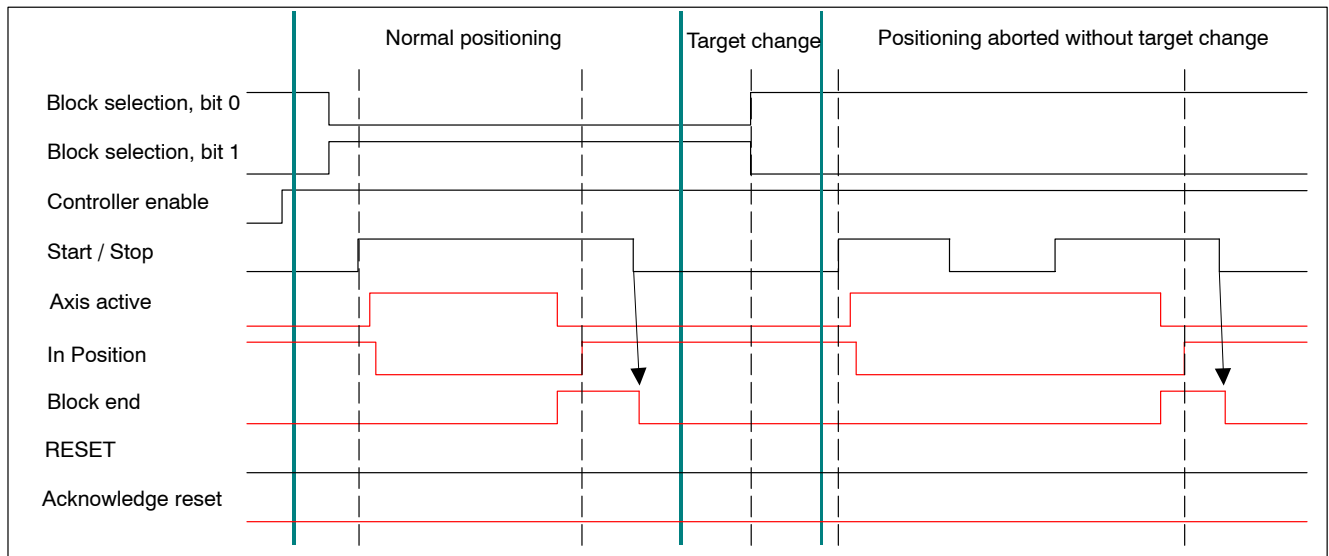 Normal positioning
Target change
Positioning aborted without target change
Block selection, bit 0
Block selection, bit 1
Controller enable
Start / Stop
Axis active
In Position
Block end
RESET
Acknowledge reset